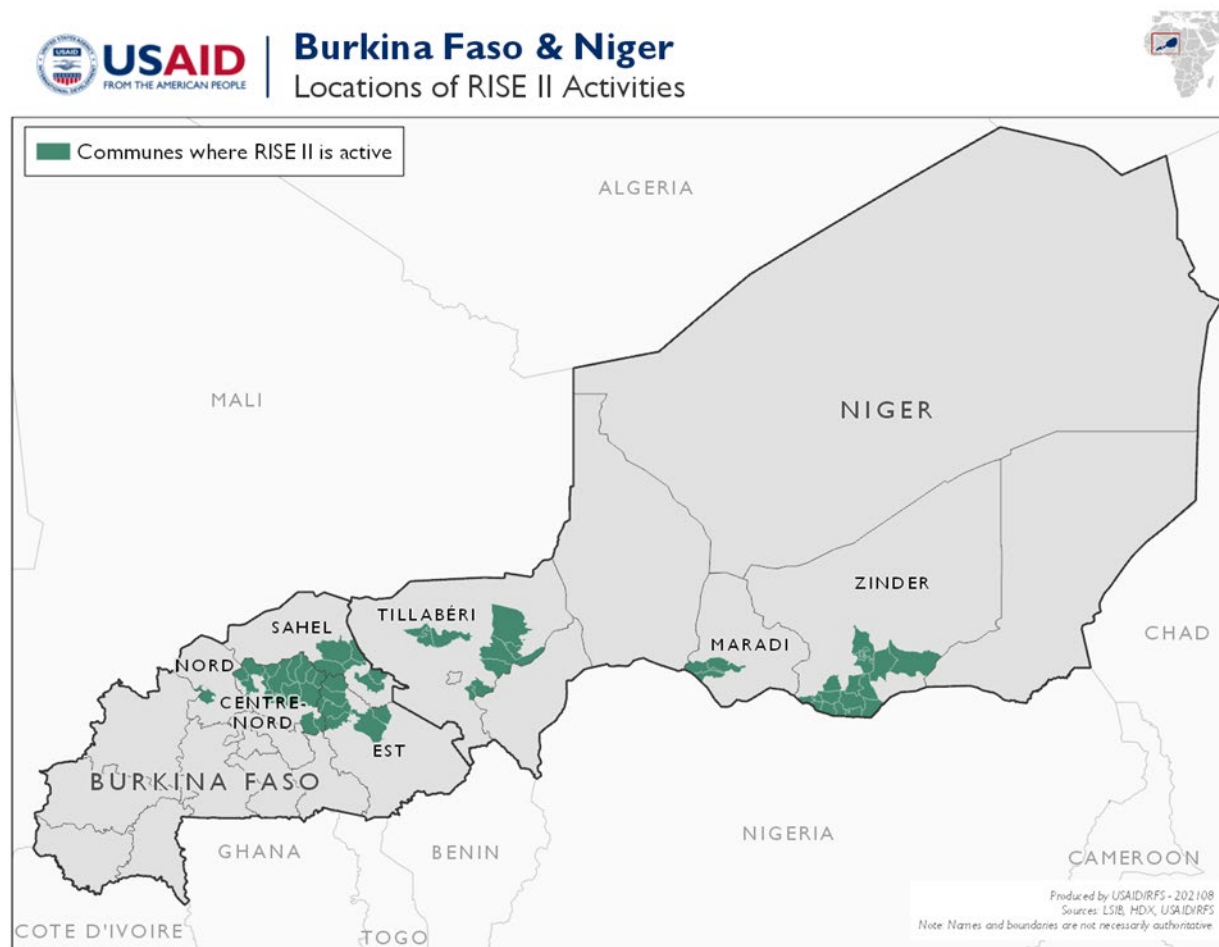 USAID
FROM THE AMERICAN PEOPLE
Burkina Faso & Niger
Locations of RISE II Activities
Communes where RISE II is active
ALGERIA
MALI
NIGER
ZINDER
SAHEL
TILLABÉRI
MARADI
CHAD
NORD
CENTRE-
NORD
EST
BURKINA FASO
NIGERIA
GHANA
BENIN
CAMEROON
COTE D'IVOIRE
TOGO
Produced by USAID/RFS - 202108
Sources: LSIB, HDX, USAID/RFS
Note: Names and boundaries are not necessarily authoritative.